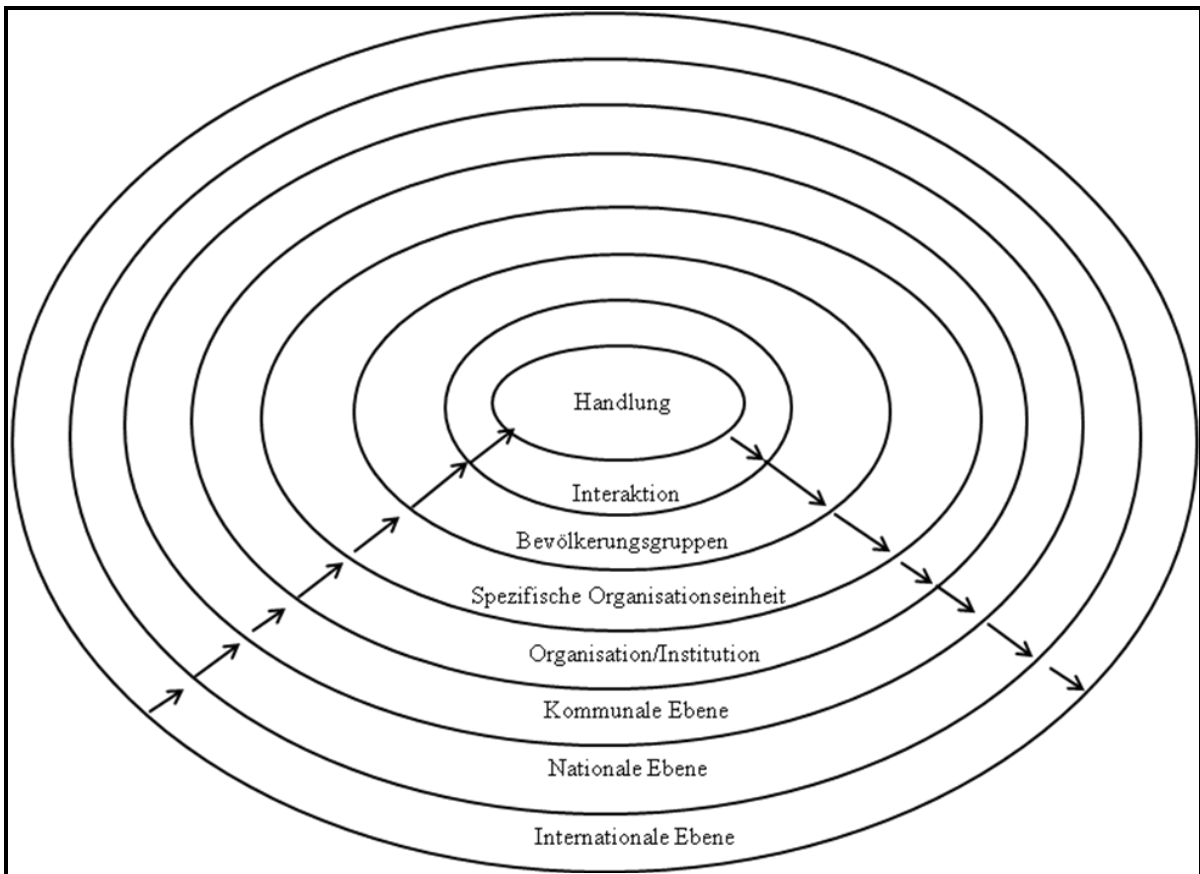 Handlung
Interaktion
Bevölkerungsgruppen
Spezifische Organisationseinheit
Organisation/Institution
Kommunale Ebene
Nationale Ebene
Internationale Ebene